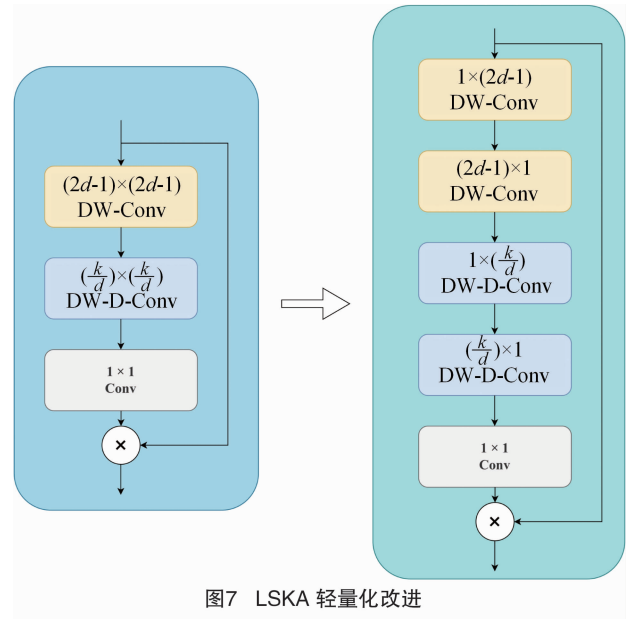 (2d-1)×(2d-1)
DW-Conv
(k/d)×(k/d)
DW-D-Conv
1 × 1
Conv
×
1×(2d-1)
DW-Conv
(2d-1)×1
DW-Conv
1×(k/d)
DW-D-Conv
(k/d)×1
DW-D-Conv
1 × 1
Conv
×
图7 LSKA 轻量化改进